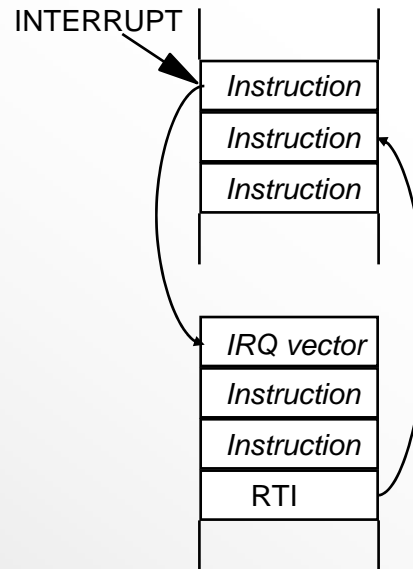 INTERRUPT
Instruction
Instruction
Instruction
IRQ vector
Instruction
Instruction
RTI